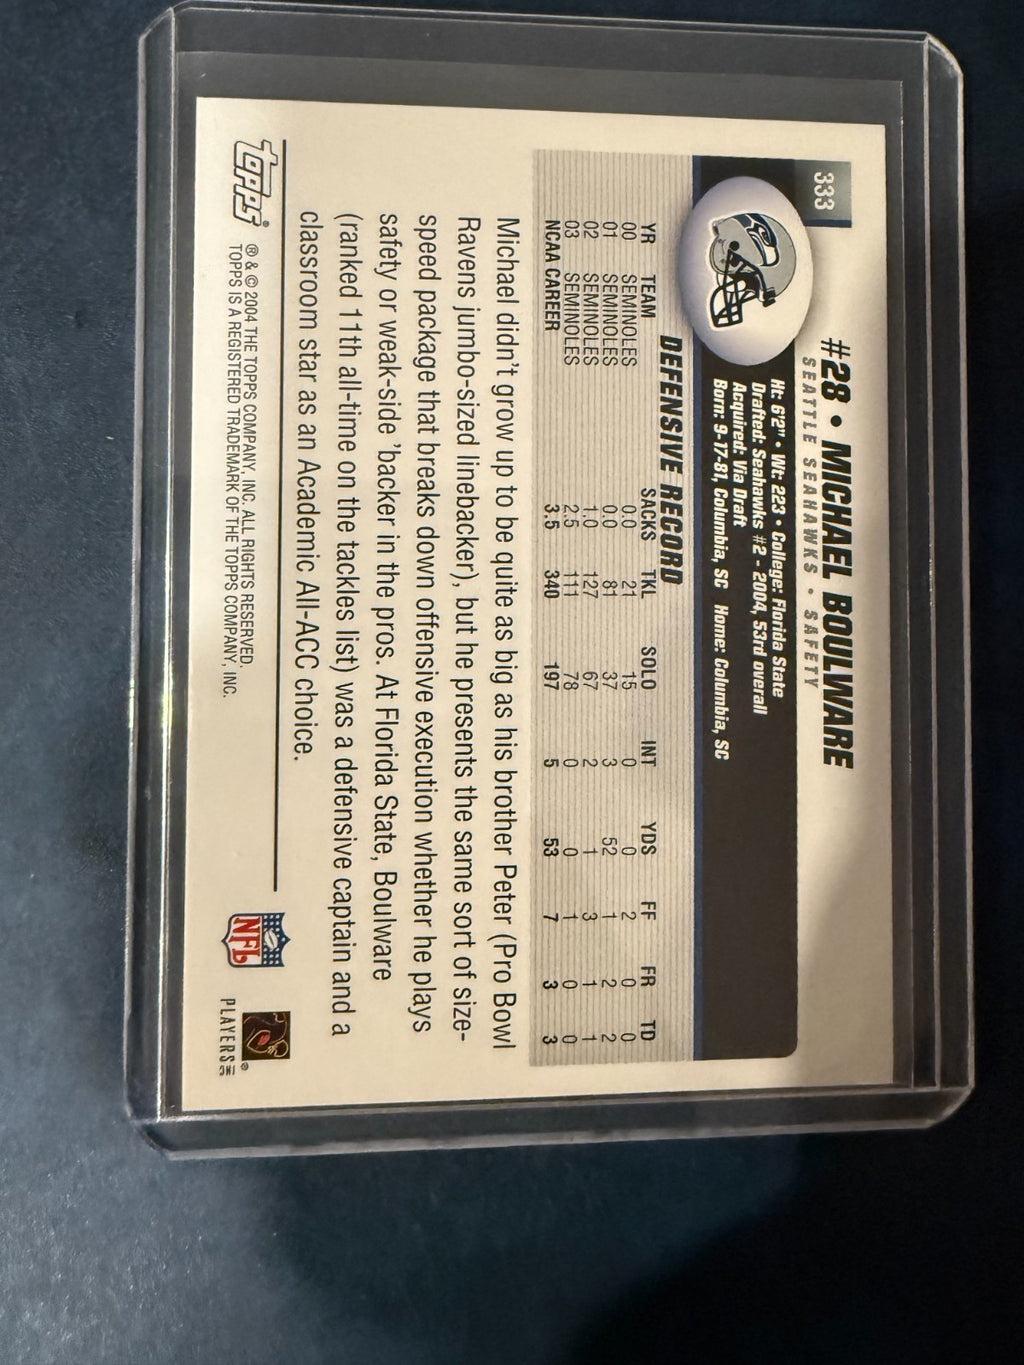 333
#28 • MICHAEL BOULWARE
SEATTLE SEAHAWKS • SAFETY
Ht: 6'2" • Wt: 223 • College: Florida State
Drafted: Seahawks #2 - 2004, 53rd overall
Acquired: Via Draft
Born: 9-17-81, Columbia, SC Home: Columbia, SC
DEFENSIVE RECORD
YR TEAM SACKS TKL SOLO INT YDS FF FR TD
00 SEMINOLES 0.0 21 15 0 0 2 0 0
01 SEMINOLES 0.0 81 37 3 52 1 2 2
02 SEMINOLES 1.0 127 67 2 1 3 1 1
03 SEMINOLES 2.5 111 78 0 0 1 0 0
NCAA CAREER 3.5 340 197 5 53 7 3 3
Michael didn't grow up to be quite as big as his brother Peter (Pro Bowl
Ravens jumbo-sized linebacker), but he presents the same sort of size-
speed package that breaks down offensive execution whether he plays
safety or weak-side 'backer in the pros. At Florida State, Boulware
(ranked 11th all-time on the tackles list) was a defensive captain and a
classroom star as an Academic All-ACC choice.
topps®
® & © 2004 THE TOPPS COMPANY, INC. ALL RIGHTS RESERVED.
TOPPS IS A REGISTERED TRADEMARK OF THE TOPPS COMPANY, INC.
NFL
PLAYERS INC